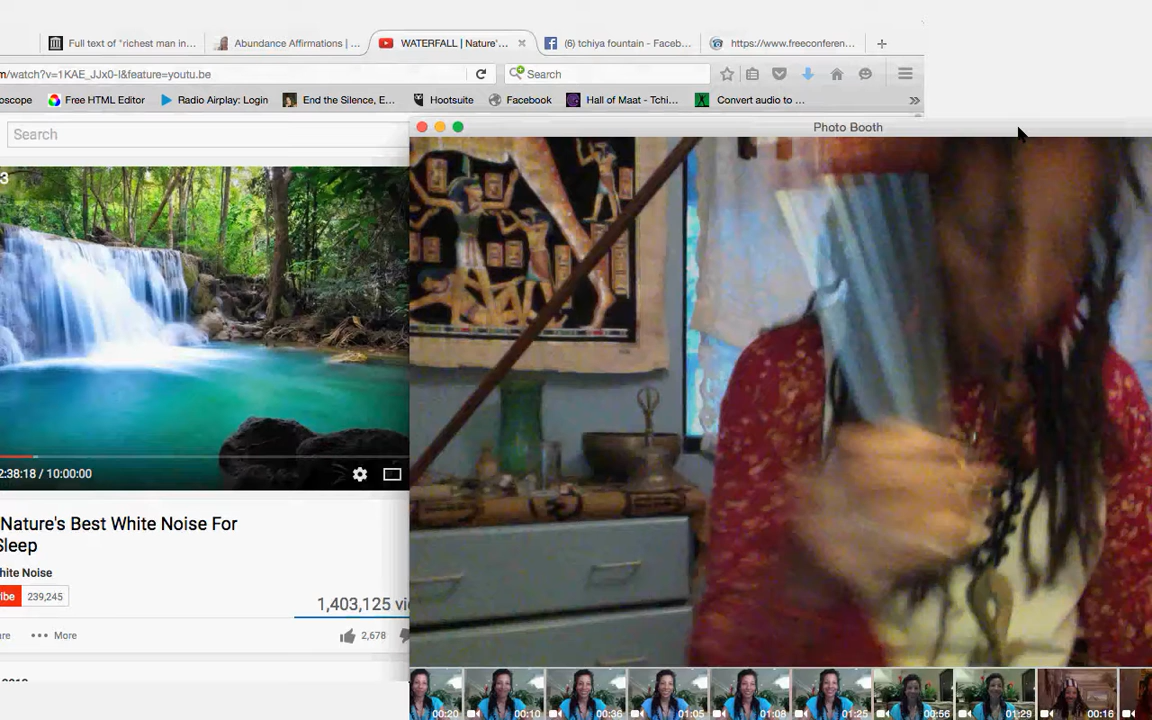 Full text of "richest man in...
Abundance Affirmations | ...
WATERFALL | Nature'...
(6) tchiya fountain - Faceb...
https://www.freeconferen...
m/watch?v=1KAE_JJx0-I&feature=youtu.be
Search
oscope
Free HTML Editor
Radio Airplay: Login
End the Silence, E...
Hootsuite
Facebook
Hall of Maat - Tchi...
Convert audio to ...
Search
Photo Booth
3
2:38:18 / 10:00:00
Nature's Best White Noise For
Sleep
hite Noise
ibe 239,245
1,403,125 vi
are
More
2,678
00:20
00:10
00:36
01:05
01:08
01:25
00:56
01:29
00:16